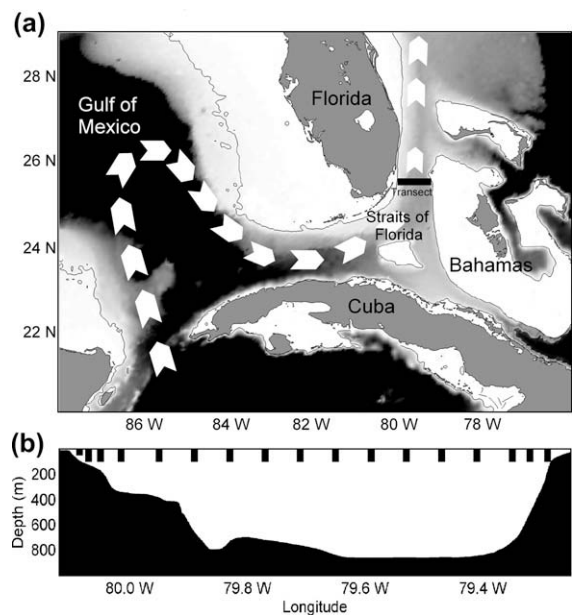 (a)
28 N
26 N
24 N
22 N
Gulf of
Mexico
Florida
Transect
Straits of
Florida
Bahamas
Cuba
86 W 84 W 82 W 80 W 78 W
(b)
Depth (m)
200
400
600
800
80.0 W 79.8 W 79.6 W 79.4 W
Longitude